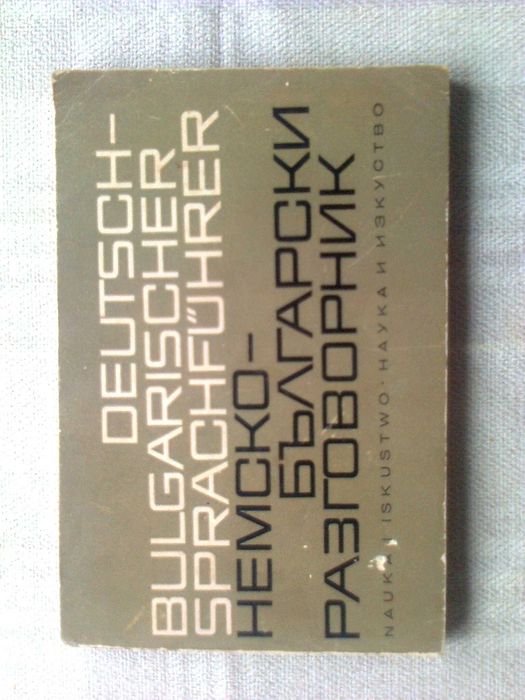 DEUTSCH–
BULGARISCHER
SPRACHFÜHRER
НЕМСКО–
БЪЛГАРСКИ
РАЗГОВОРНИК
NAUKA I ISKUSTWO · НАУКА И ИЗКУСТВО